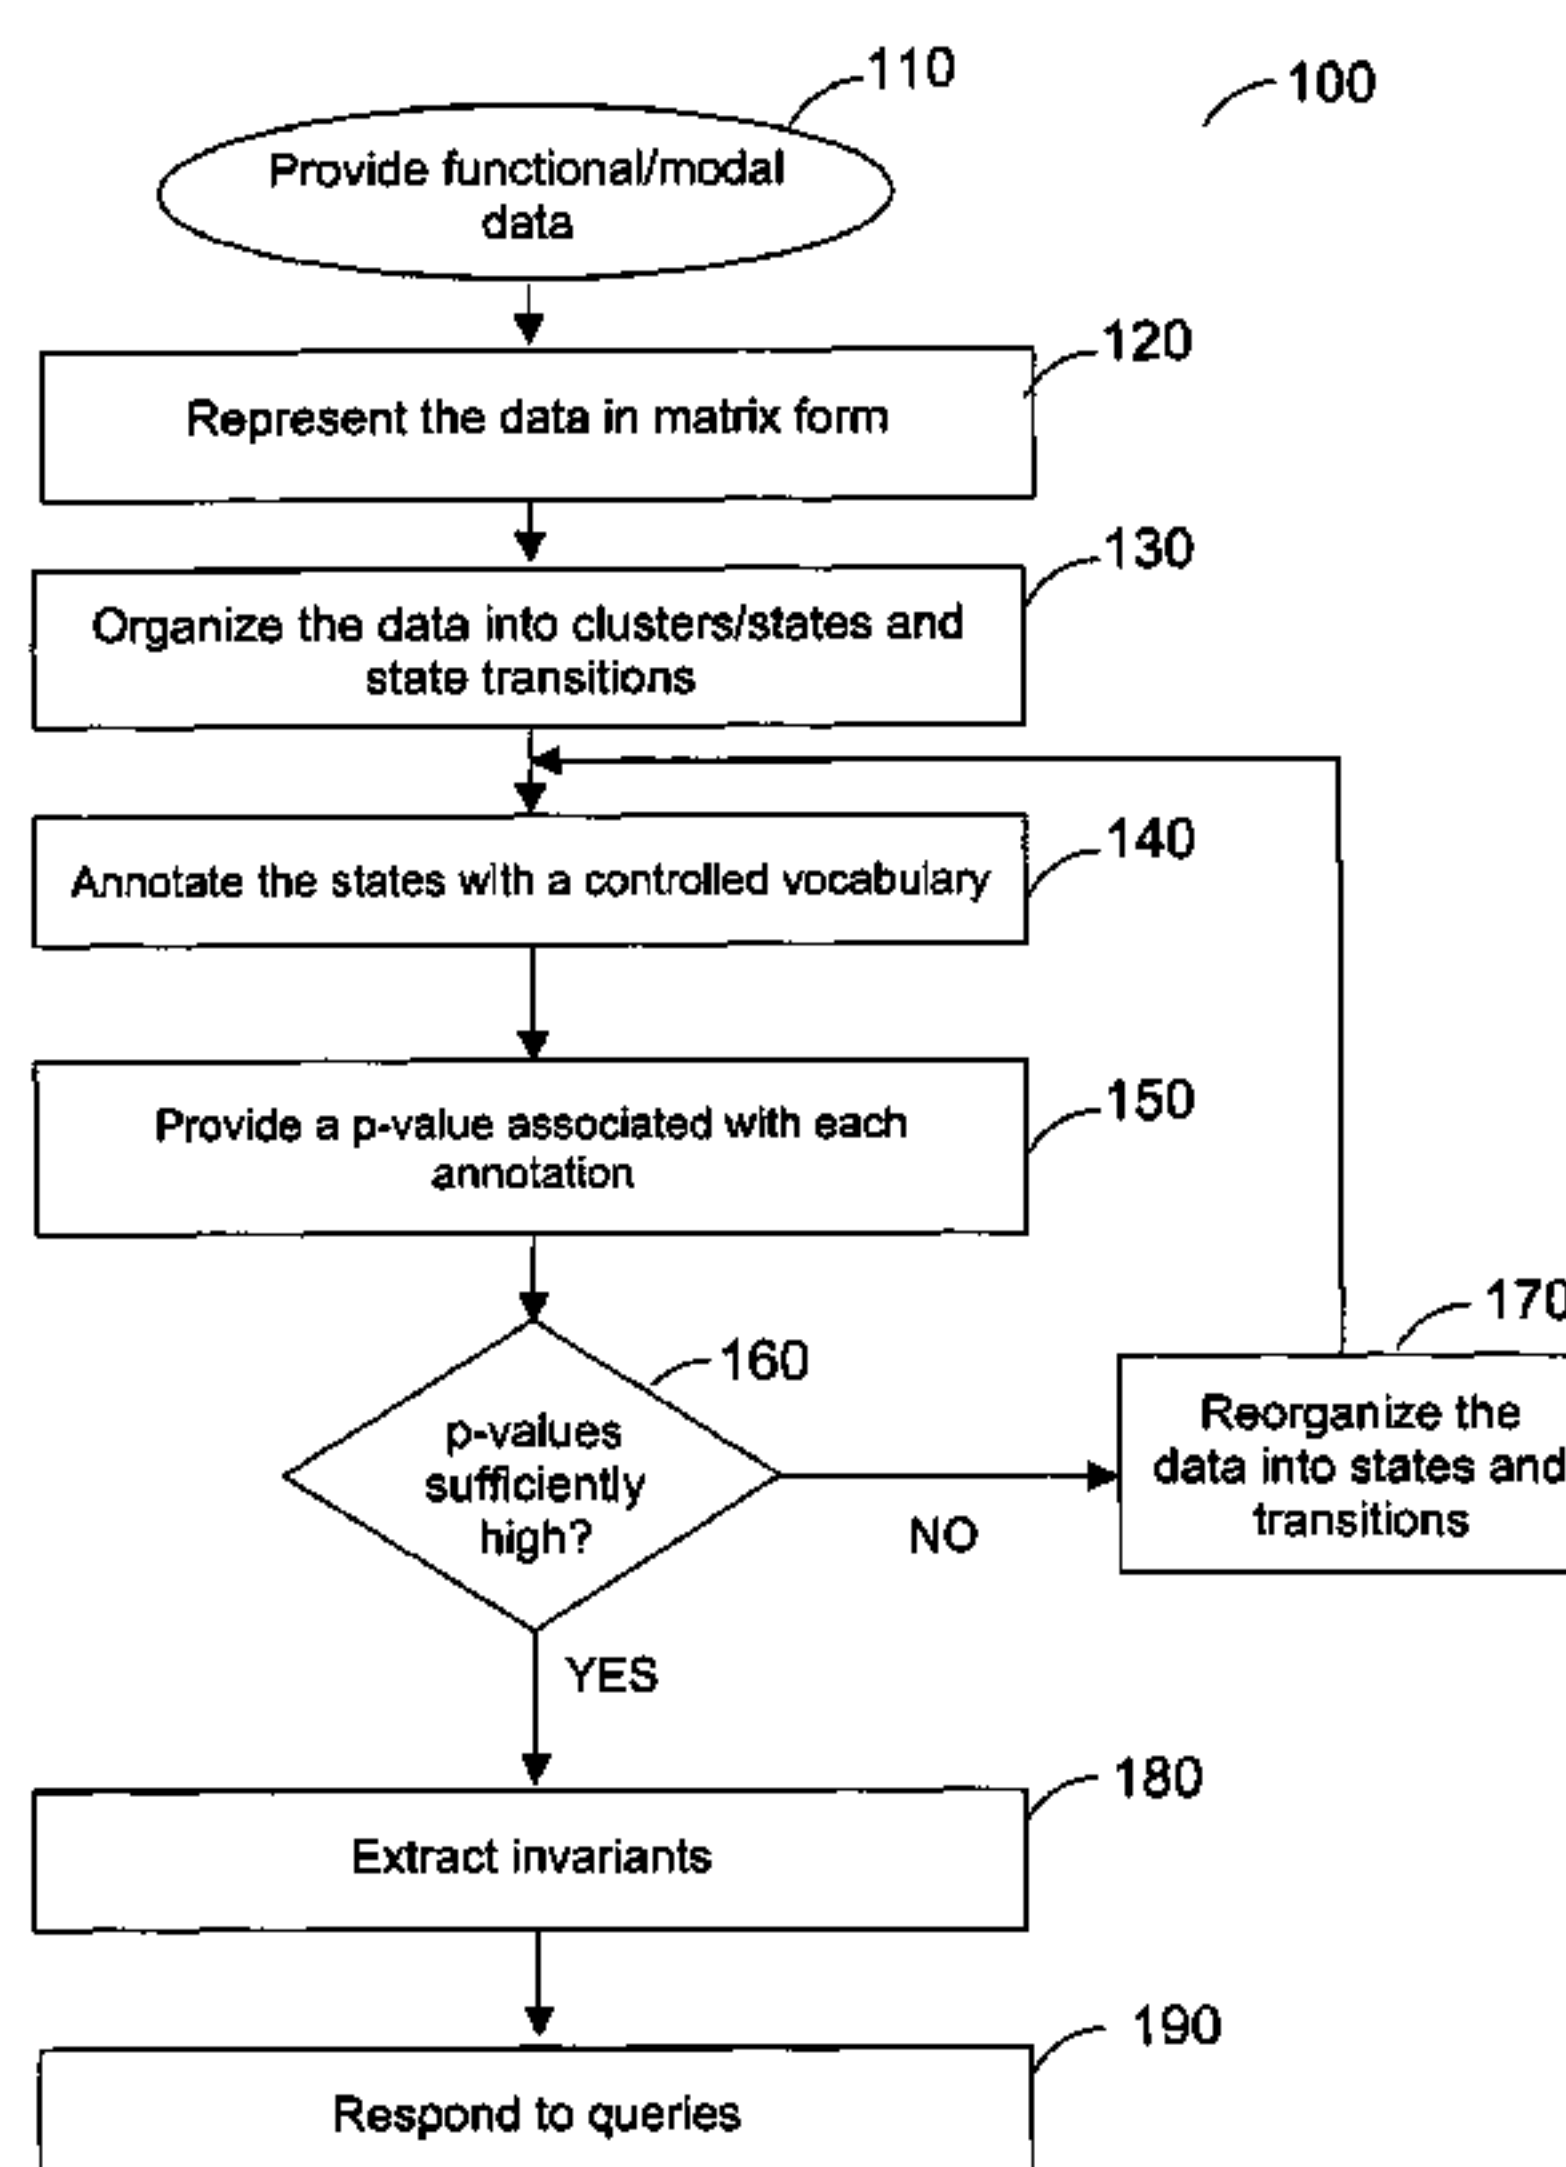 110
100
Provide functional/modal
data
120
Represent the data in matrix form
130
Organize the data into clusters/states and
state transitions
140
Annotate the states with a controlled vocabulary
150
Provide a p-value associated with each
annotation
160
170
p-values
sufficiently
high?
Reorganize the
data into states and
transitions
NO
YES
180
Extract invariants
190
Respond to queries